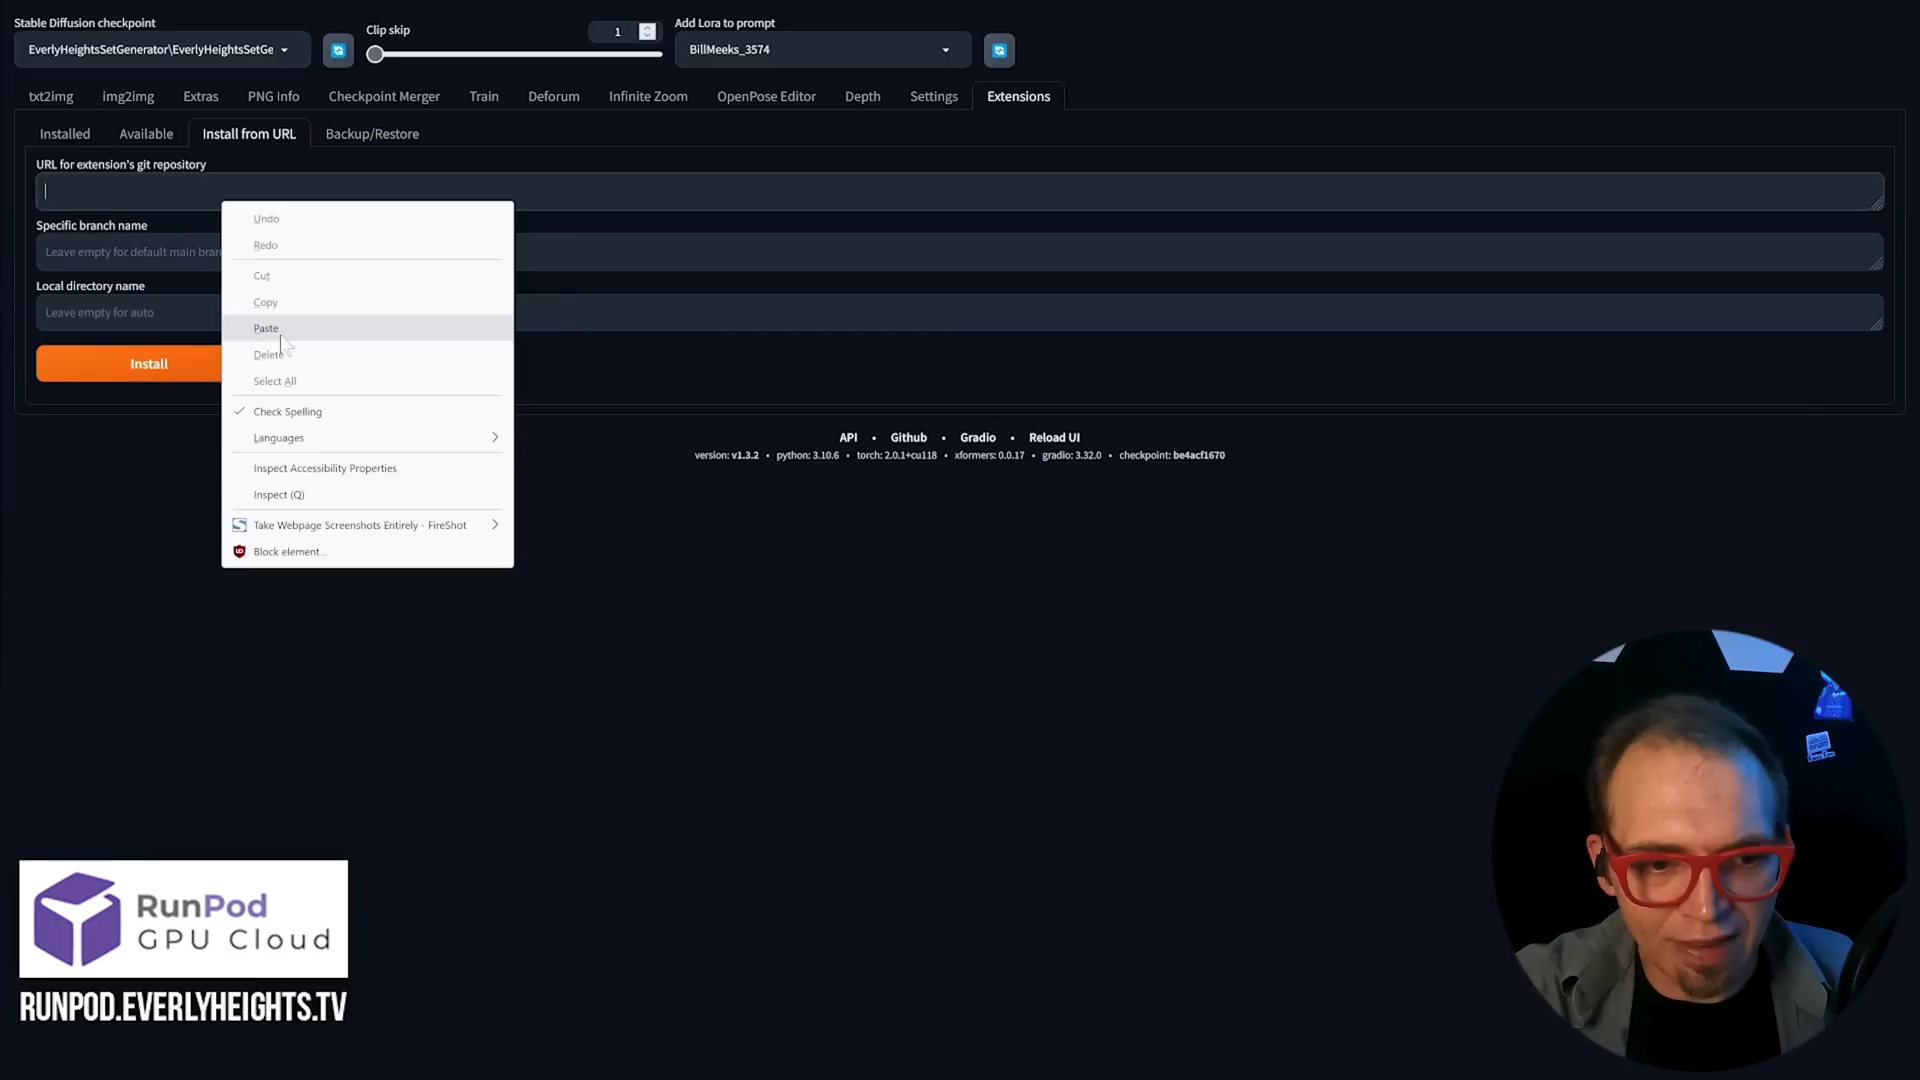 Stable Diffusion checkpoint
EverlyHeightsSetGenerator\EverlyHeightsSetGe
Clip skip
1
Add Lora to prompt
BillMeeks_3574
txt2img
img2img
Extras
PNG Info
Checkpoint Merger
Train
Deforum
Infinite Zoom
OpenPose Editor
Depth
Settings
Extensions
Installed
Available
Install from URL
Backup/Restore
URL for extension's git repository
Specific branch name
Leave empty for default main bran
Local directory name
Leave empty for auto
Install
Undo
Redo
Cut
Copy
Paste
Delete
Select All
Check Spelling
Languages
Inspect Accessibility Properties
Inspect (Q)
Take Webpage Screenshots Entirely - FireShot
Block element...
API • Github • Gradio • Reload UI
version: v1.3.2 • python: 3.10.6 • torch: 2.0.1+cu118 • xformers: 0.0.17 • gradio: 3.32.0 • checkpoint: be4acf1670
RunPod
GPU Cloud
RUNPOD.EVERLYHEIGHTS.TV